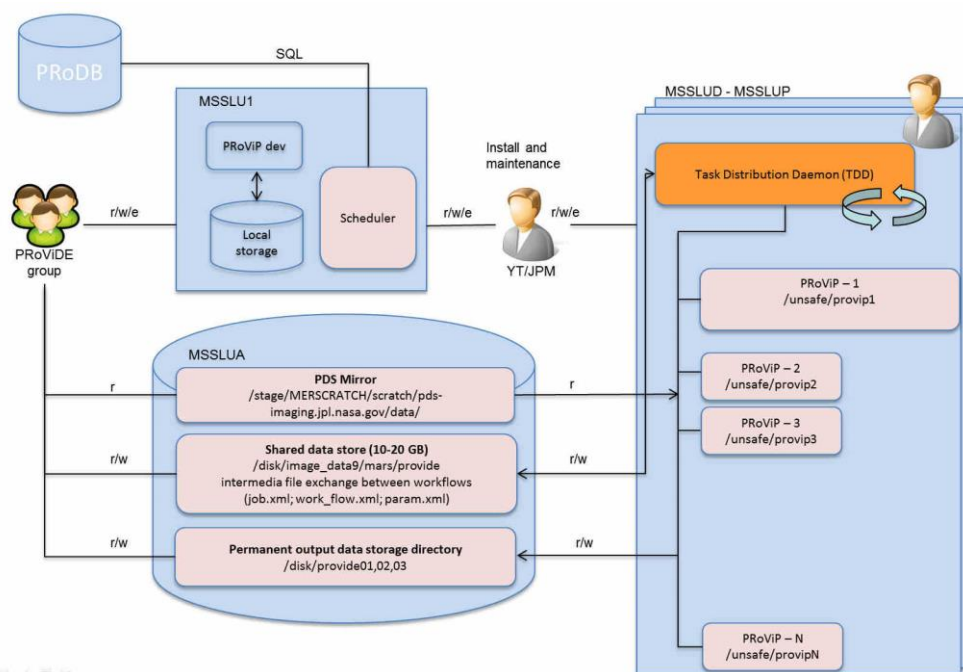 PRoDB
SQL
MSSLU1
MSSLUD - MSSLUP
PRoViP dev
Install and
maintenance
Task Distribution Daemon (TDD)
Scheduler
r/w/e
r/w/e
r/w/e
Local
storage
PRoViDE
group
YT/JPM
PRoViP – 1
/unsafe/provip1
MSSLUA
PRoViP – 2
/unsafe/provip2
r
PDS Mirror
/stage/MERSCRATCH/scratch/pds-
imaging.jpl.nasa.gov/data/
r
PRoViP – 3
/unsafe/provip3
r/w
Shared data store (10-20 GB)
/disk/image_data9/mars/provide
intermedia file exchange between workflows
(job.xml; work_flow.xml; param.xml)
r/w
r/w
Permanent output data storage directory
/disk/provide01,02,03
r/w
PRoViP – N
/unsafe/provipN